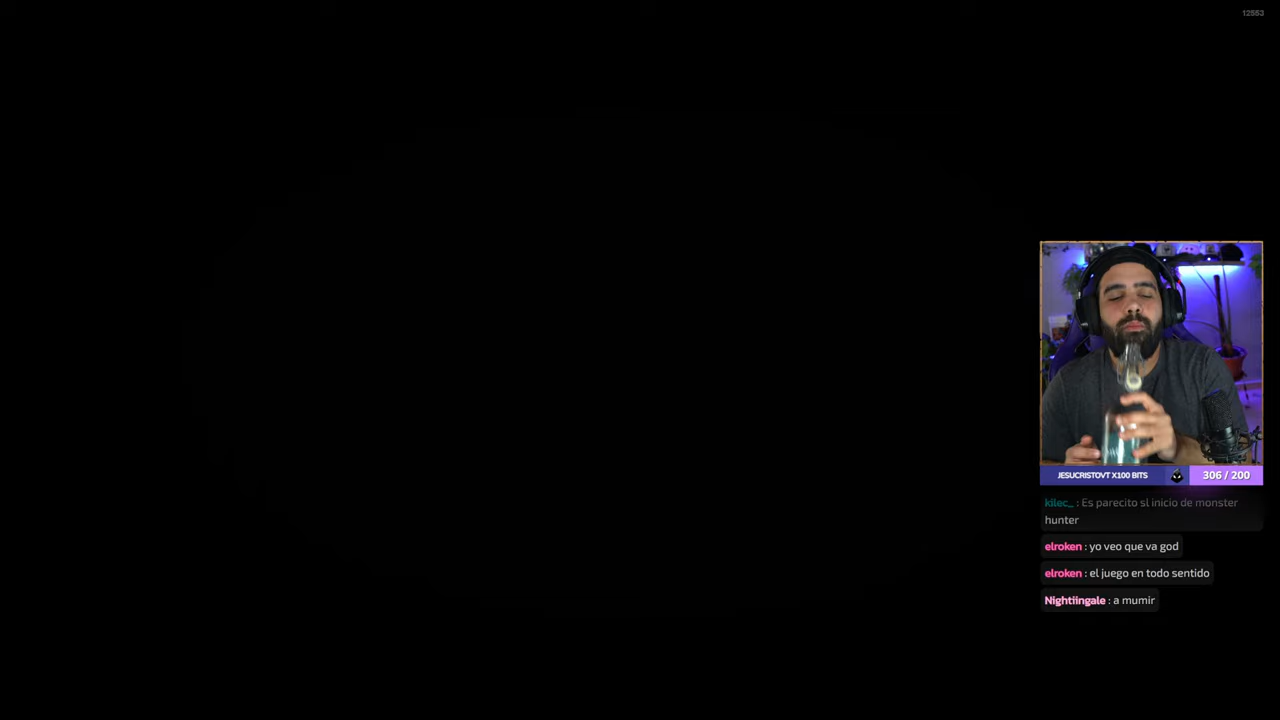 12553
JESUCRISTOVT X100 BITS
306 / 200
kilec_ : Es parecito sl inicio de monster
hunter
elroken : yo veo que va god
elroken : el juego en todo sentido
Nightiingale : a mumir